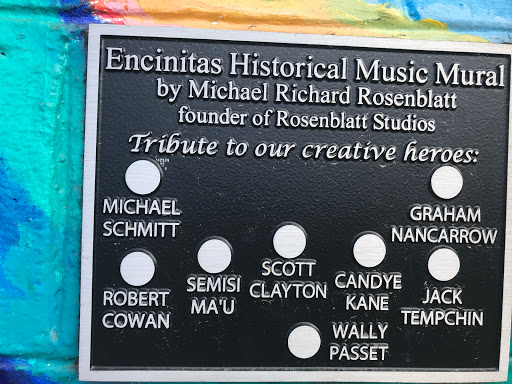 Encinitas Historical Music Mural
by Michael Richard Rosenblatt
founder of Rosenblatt Studios
Tribute to our creative heroes:
MICHAEL
SCHMITT
GRAHAM
NANCARROW
ROBERT
COWAN
SEMISI
MA'U
SCOTT
CLAYTON
CANDYE
KANE
JACK
TEMPCHIN
WALLY
PASSET